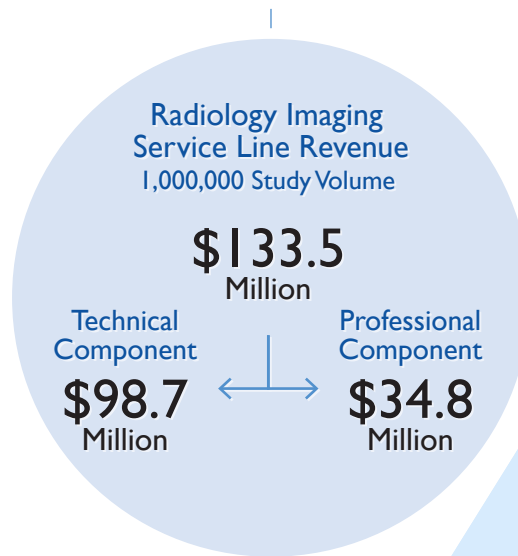 Radiology Imaging
Service Line Revenue
1,000,000 Study Volume
$133.5
Million
Technical
Component
$98.7
Million
Professional
Component
$34.8
Million